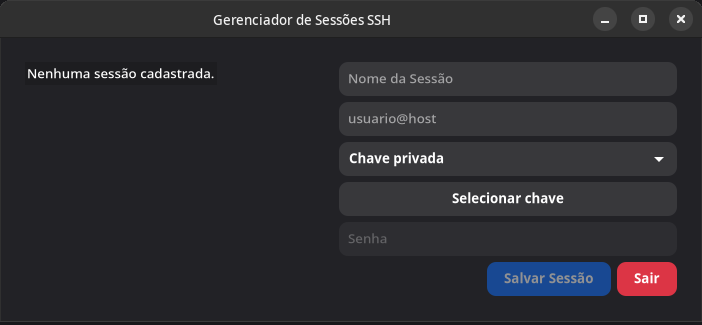 Gerenciador de Sessões SSH
Nenhuma sessão cadastrada.
Nome da Sessão
usuario@host
Chave privada
Selecionar chave
Senha
Salvar Sessão
Sair